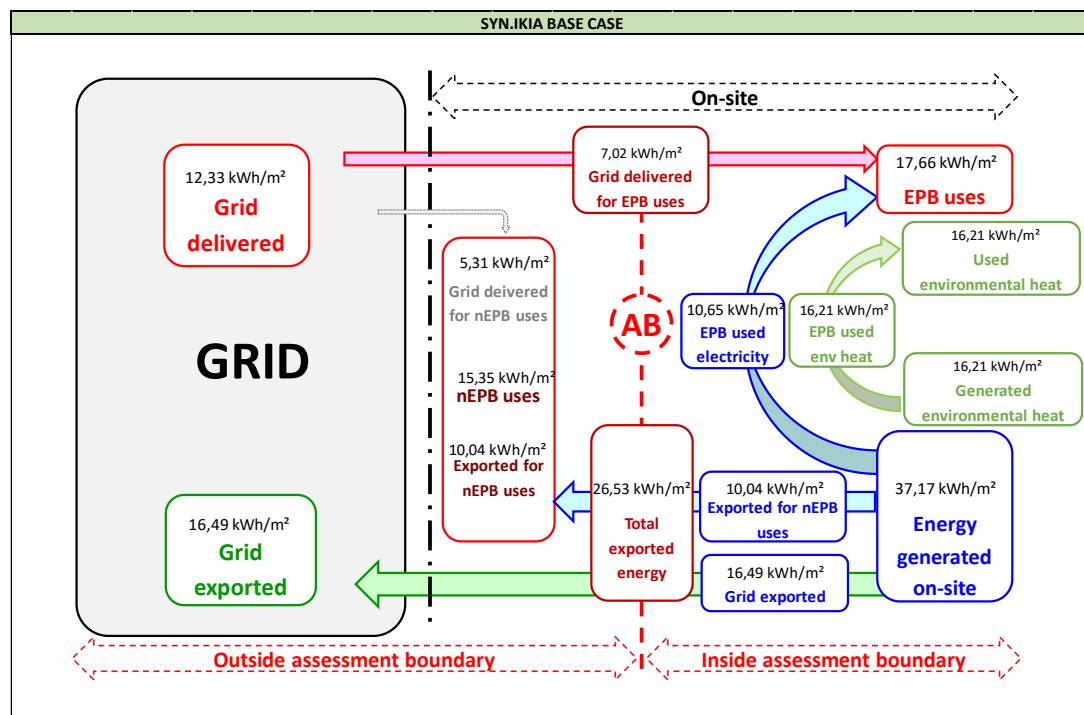 SYN.IKIA BASE CASE
On-site
12,33 kWh/m²
Grid
delivered
7,02 kWh/m²
Grid delivered
for EPB uses
17,66 kWh/m²
EPB uses
5,31 kWh/m²
Grid delivered
for nEPB uses
16,21 kWh/m²
Used
environmental heat
10,65 kWh/m²
EPB used
electricity
16,21 kWh/m²
EPB used
env heat
AB
GRID
15,35 kWh/m²
nEPB uses
16,21 kWh/m²
Generated
environmental heat
10,04 kWh/m²
Exported for
nEPB uses
26,53 kWh/m²
Total
exported
energy
10,04 kWh/m²
Exported for nEPB
uses
37,17 kWh/m²
Energy
generated
on-site
16,49 kWh/m²
Grid
exported
16,49 kWh/m²
Grid exported
Outside assessment boundary
Inside assessment boundary